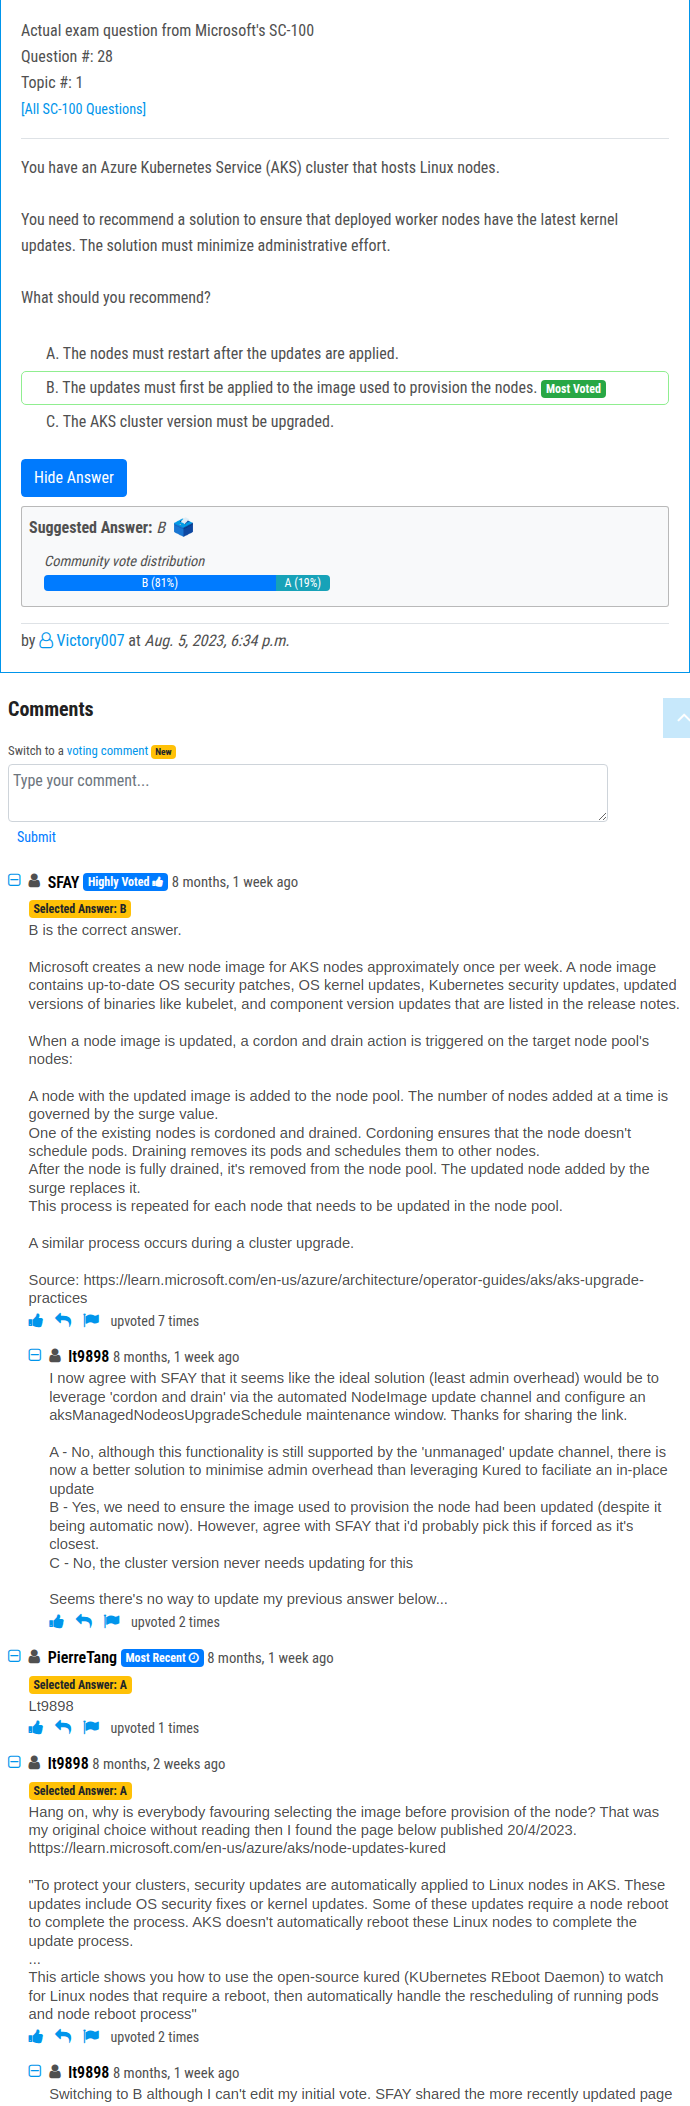 Actual exam question from Microsoft's SC-100
Question #: 28
Topic #: 1
[All SC-100 Questions]
You have an Azure Kubernetes Service (AKS) cluster that hosts Linux nodes.
You need to recommend a solution to ensure that deployed worker nodes have the latest kernel
updates. The solution must minimize administrative effort.
What should you recommend?
A. The nodes must restart after the updates are applied.
B. The updates must first be applied to the image used to provision the nodes. Most Voted
C. The AKS cluster version must be upgraded.
Hide Answer
Suggested Answer: B
Community vote distribution
B (81%) A (19%)
by Victory007 at Aug. 5, 2023, 6:34 p.m.
Comments
Switch to a voting comment New
Type your comment...
Submit
SFAY Highly Voted 8 months, 1 week ago
Selected Answer: B
B is the correct answer.
Microsoft creates a new node image for AKS nodes approximately once per week. A node image
contains up-to-date OS security patches, OS kernel updates, Kubernetes security updates, updated
versions of binaries like kubelet, and component version updates that are listed in the release notes.
When a node image is updated, a cordon and drain action is triggered on the target node pool's
nodes:
A node with the updated image is added to the node pool. The number of nodes added at a time is
governed by the surge value.
One of the existing nodes is cordoned and drained. Cordoning ensures that the node doesn't
schedule pods. Draining removes its pods and schedules them to other nodes.
After the node is fully drained, it's removed from the node pool. The updated node added by the
surge replaces it.
This process is repeated for each node that needs to be updated in the node pool.
A similar process occurs during a cluster upgrade.
Source: https://learn.microsoft.com/en-us/azure/architecture/operator-guides/aks/aks-upgrade-
practices
upvoted 7 times
lt9898 8 months, 1 week ago
I now agree with SFAY that it seems like the ideal solution (least admin overhead) would be to
leverage 'cordon and drain' via the automated NodeImage update channel and configure an
aksManagedNodeosUpgradeSchedule maintenance window. Thanks for sharing the link.
A - No, although this functionality is still supported by the 'unmanaged' update channel, there is
now a better solution to minimise admin overhead than leveraging Kured to faciliate an in-place
update
B - Yes, we need to ensure the image used to provision the node had been updated (despite it
being automatic now). However, agree with SFAY that i'd probably pick this if forced as it's
closest.
C - No, the cluster version never needs updating for this
Seems there's no way to update my previous answer below...
upvoted 2 times
PierreTang Most Recent 8 months, 1 week ago
Selected Answer: A
Lt9898
upvoted 1 times
lt9898 8 months, 2 weeks ago
Selected Answer: A
Hang on, why is everybody favouring selecting the image before provision of the node? That was
my original choice without reading then I found the page below published 20/4/2023.
https://learn.microsoft.com/en-us/azure/aks/node-updates-kured
"To protect your clusters, security updates are automatically applied to Linux nodes in AKS. These
updates include OS security fixes or kernel updates. Some of these updates require a node reboot
to complete the process. AKS doesn't automatically reboot these Linux nodes to complete the
update process.
...
This article shows you how to use the open-source kured (KUbernetes REboot Daemon) to watch
for Linux nodes that require a reboot, then automatically handle the rescheduling of running pods
and node reboot process"
upvoted 2 times
lt9898 8 months, 1 week ago
Switching to B although I can't edit my initial vote. SFAY shared the more recently updated page